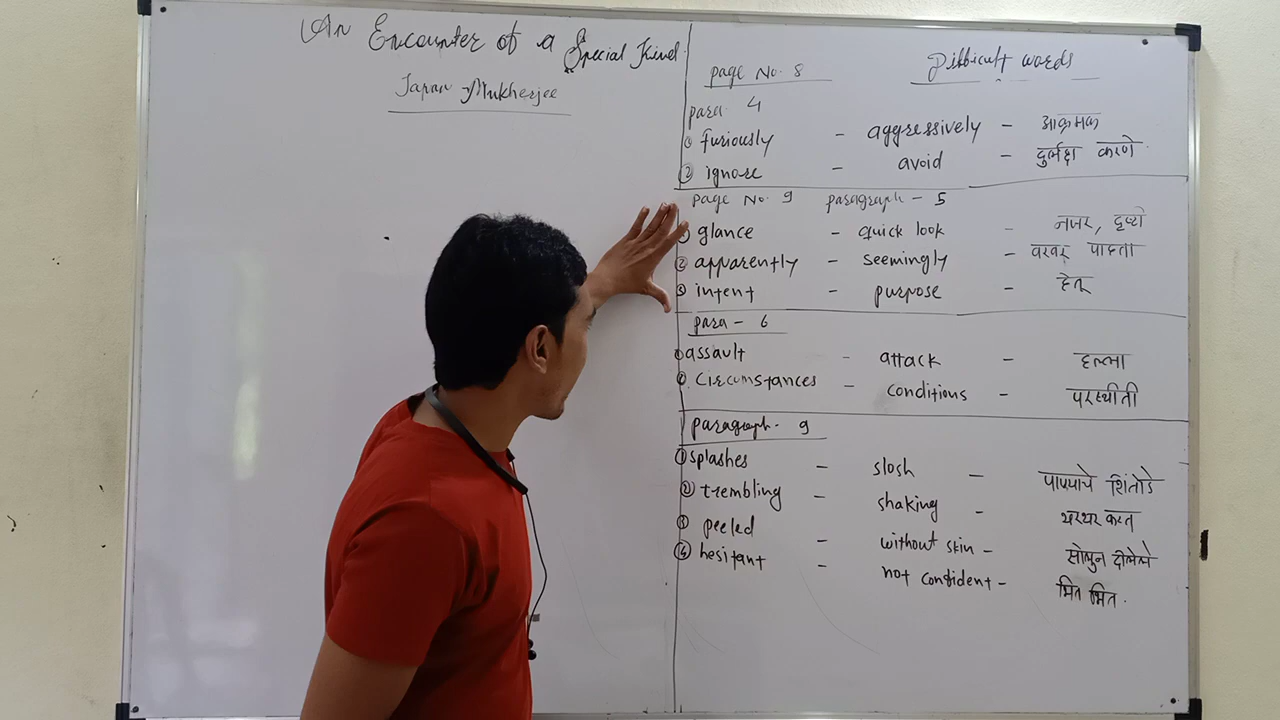 An Encounter of a Special Kind
Tapan Mukherjee
page No. 8 Difficult words
para 4
① furiously - aggressively - आक्रमक
② ignore - avoid - दुर्लक्ष करणे
page No. 9 paragraph - 5
① glance - quick look - नजर, दृष्टी
② apparently - seemingly - वरवर पाहता
③ intent - purpose - हेतू
para - 6
① assault - attack - हल्ला
② circumstances - conditions - परस्थीती
paragraph - 9
① splashes - slosh - पाण्याचे शिंतोडे
② trembling - shaking - थरथर करत
③ peeled - without skin - सोलुन
④ hesitant - not confident - भित भित.